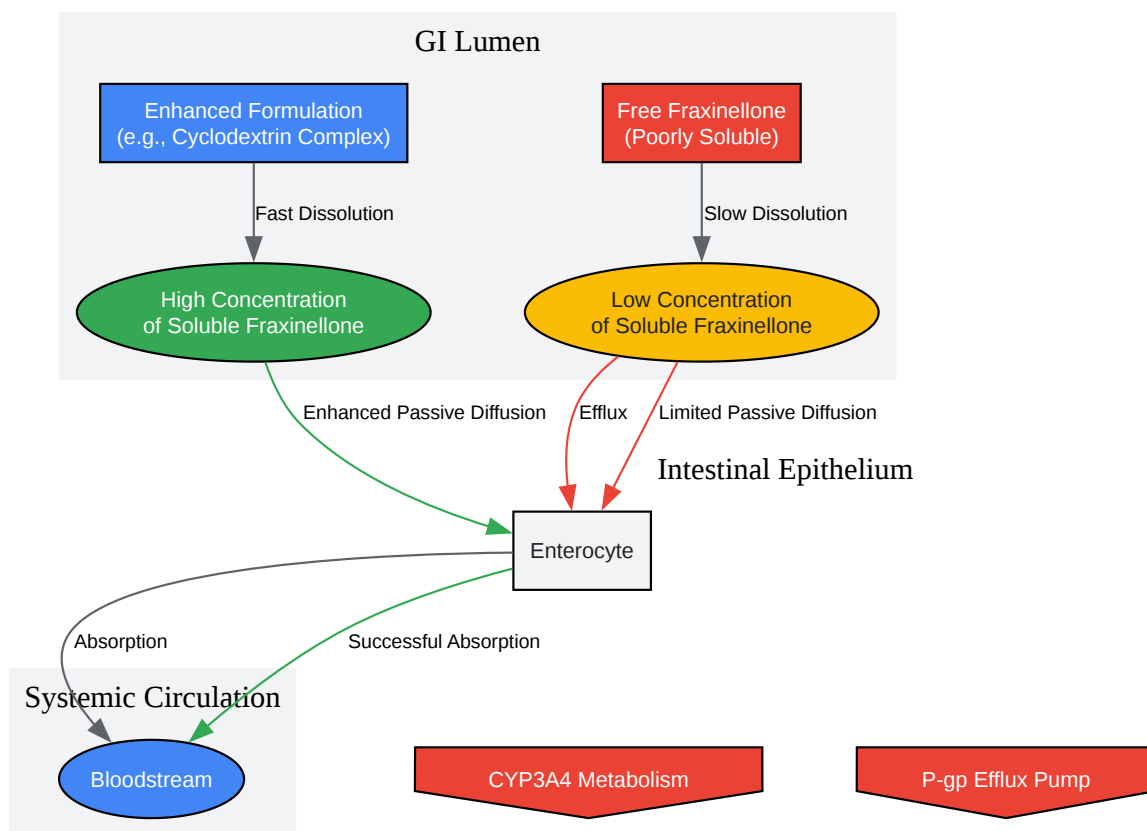 GI Lumen
Enhanced Formulation
(e.g., Cyclodextrin Complex)
Free Fraxinellone
(Poorly Soluble)
Fast Dissolution
Slow Dissolution
High Concentration
of Soluble Fraxinellone
Low Concentration
of Soluble Fraxinellone
Enhanced Passive Diffusion
Efflux
Limited Passive Diffusion
Intestinal Epithelium
Enterocyte
Absorption
Successful Absorption
Systemic Circulation
Bloodstream
CYP3A4 Metabolism
P-gp Efflux Pump